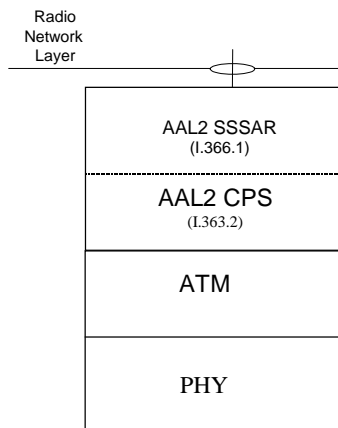 Radio
Network
Layer
AAL2 SSSAR
(I.366.1)
AAL2 CPS
(I.363.2)
ATM
PHY